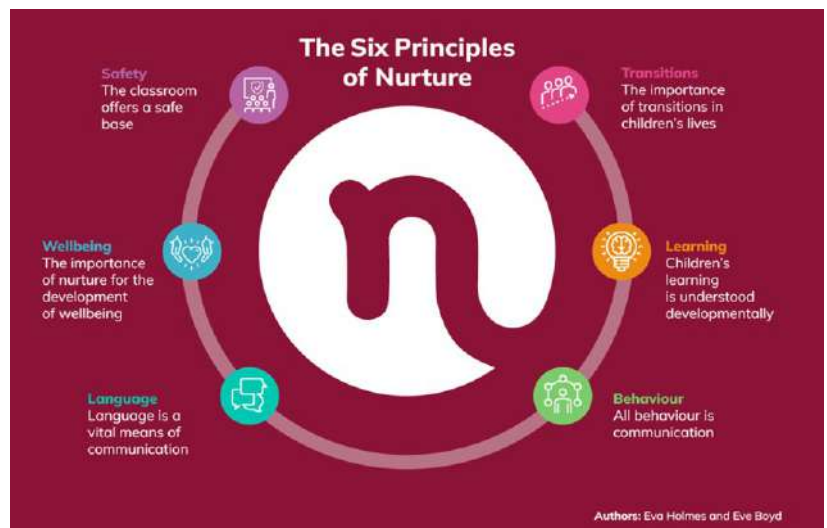 The Six Principles
of Nurture
Safety
The classroom
offers a safe
base
Transitions
The importance
of transitions in
children's lives
Wellbeing
The importance
of nurture for the
development
of wellbeing
Learning
Children's
learning
is understood
developmentally
Language
Language is a
vital means of
communication
Behaviour
All behaviour is
communication
n
Authors: Eva Holmes and Eve Boyd